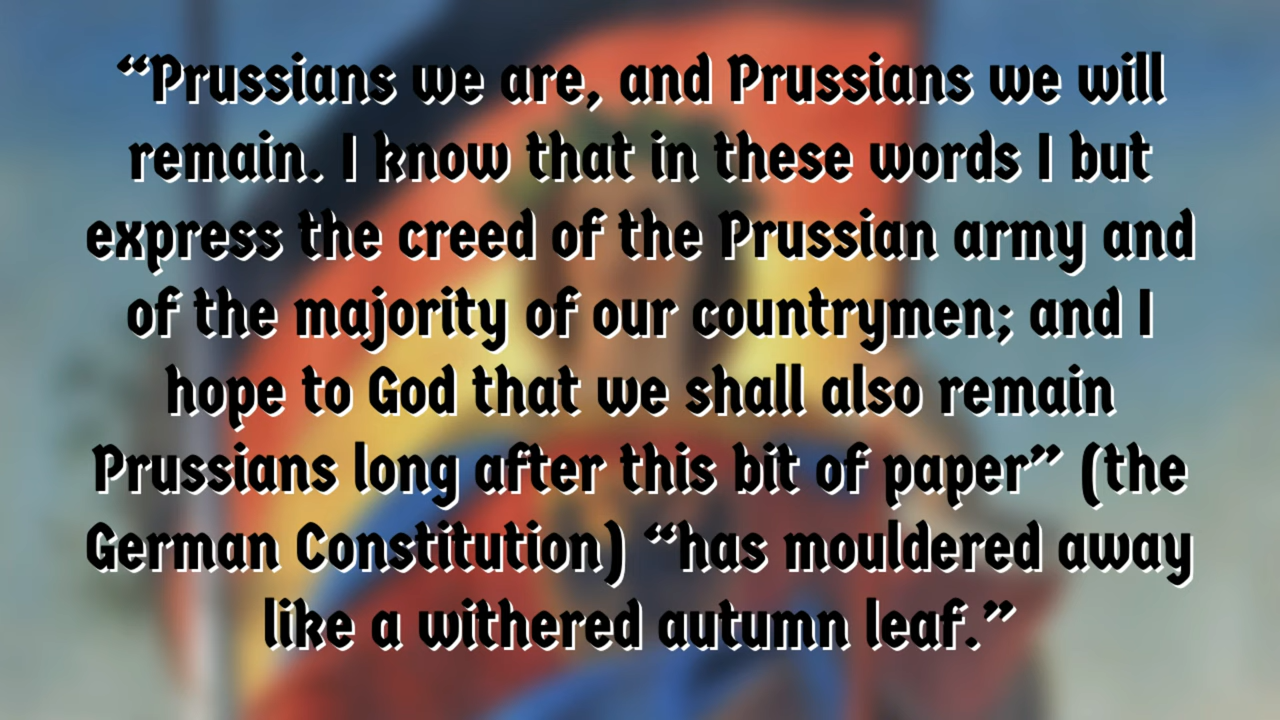 “Prussians we are, and Prussians we will
remain. I know that in these words I but
express the creed of the Prussian army and
of the majority of our countrymen; and I
hope to God that we shall also remain
Prussians long after this bit of paper” (the
German Constitution) “has mouldered away
like a withered autumn leaf.”